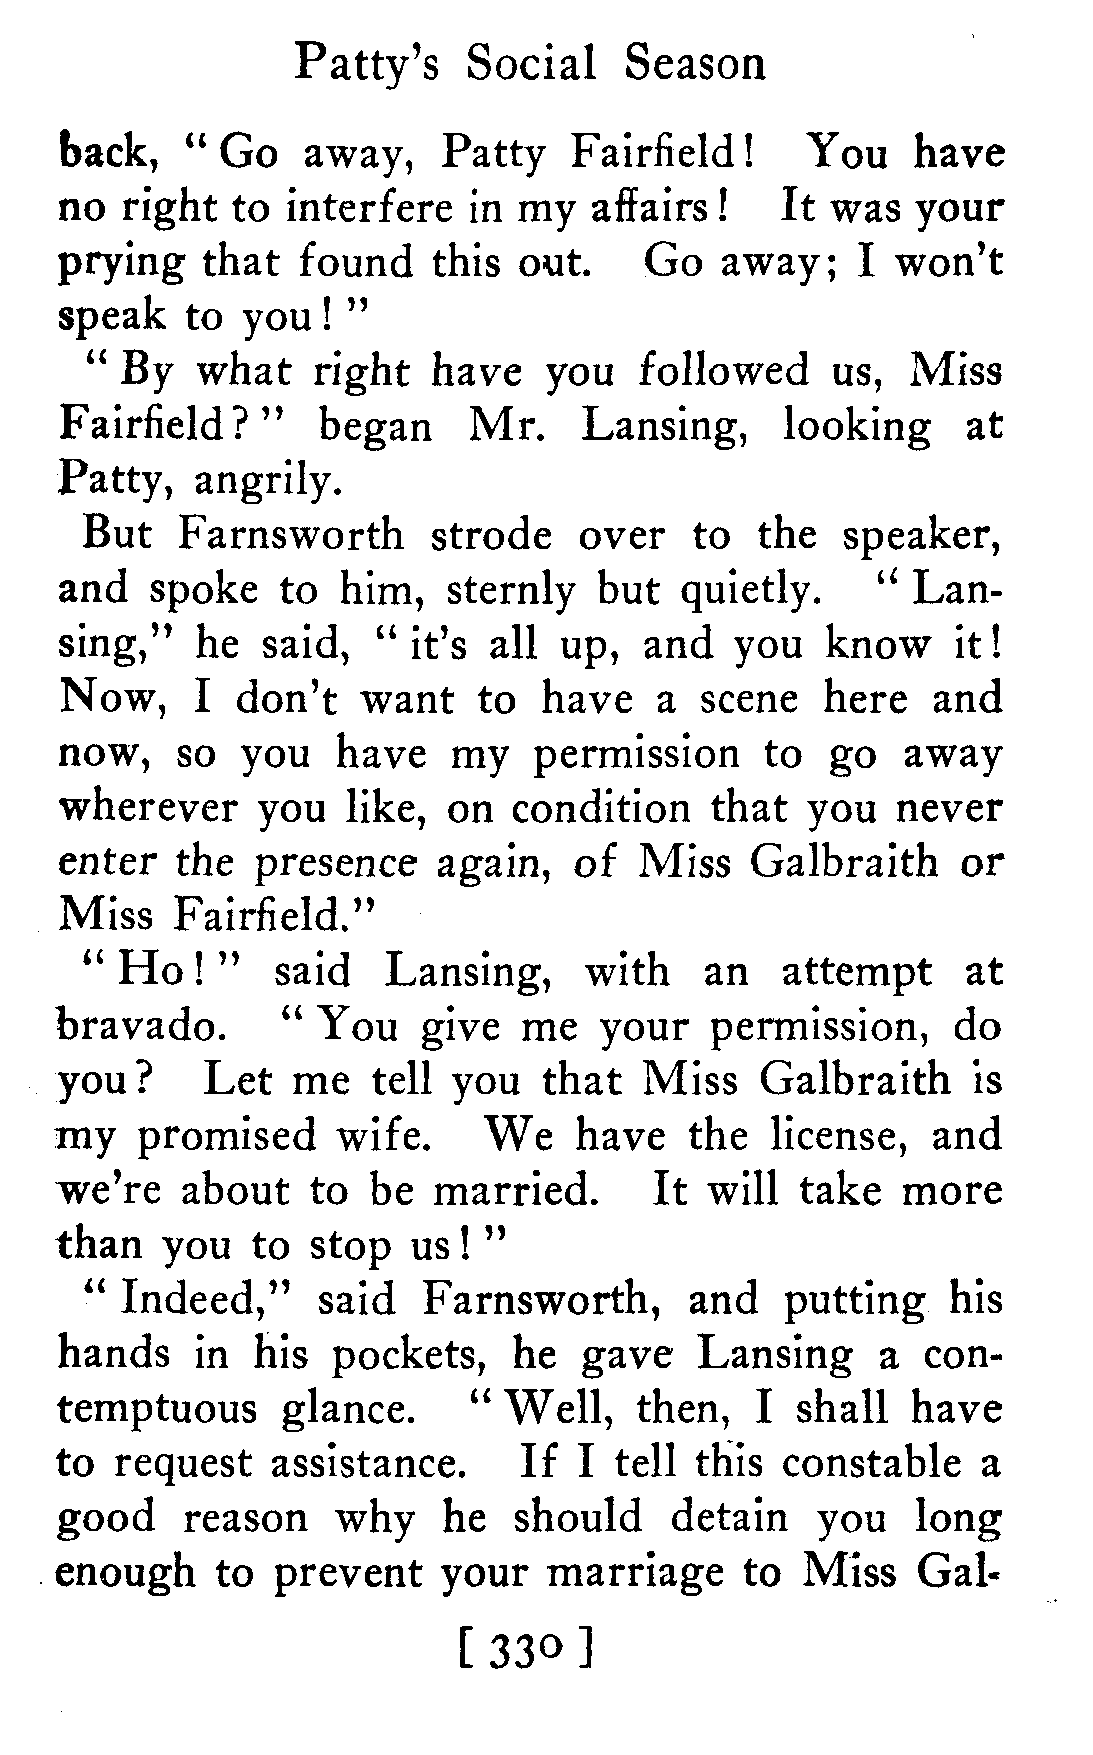 Patty's Social Season
back, " Go away, Patty Fairfield! You have
no right to interfere in my affairs! It was your
prying that found this out. Go away; I won't
speak to you! "
" By what right have you followed us, Miss
Fairfield? " began Mr. Lansing, looking at
Patty, angrily.
But Farnsworth strode over to the speaker,
and spoke to him, sternly but quietly. " Lan-
sing," he said, " it's all up, and you know it!
Now, I don't want to have a scene here and
now, so you have my permission to go away
wherever you like, on condition that you never
enter the presence again, of Miss Galbraith or
Miss Fairfield."
" Ho! " said Lansing, with an attempt at
bravado. " You give me your permission, do
you? Let me tell you that Miss Galbraith is
my promised wife. We have the license, and
we're about to be married. It will take more
than you to stop us! "
" Indeed," said Farnsworth, and putting his
hands in his pockets, he gave Lansing a con-
temptuous glance. " Well, then, I shall have
to request assistance. If I tell this constable a
good reason why he should detain you long
enough to prevent your marriage to Miss Gal-
[ 330 ]